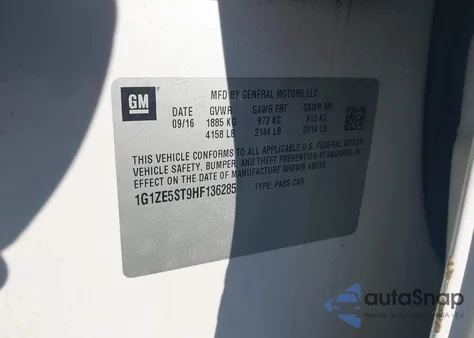 GM
MFD BY GENERAL MOTORS LLC
DATE GVWR GAWR FRT GAWR RR
09/16 1885 KG 972 KG 913 KG
4158 LB 2144 LB 2014 LB
THIS VEHICLE CONFORMS TO ALL APPLICABLE U.S. FEDERAL MOTOR
VEHICLE SAFETY, BUMPER, AND THEFT PREVENTION STANDARDS IN
EFFECT ON THE DATE OF MANUFACTURE SHOWN ABOVE.
1G1ZE5ST9HF136285 TYPE: PASS CAR
autaSnap